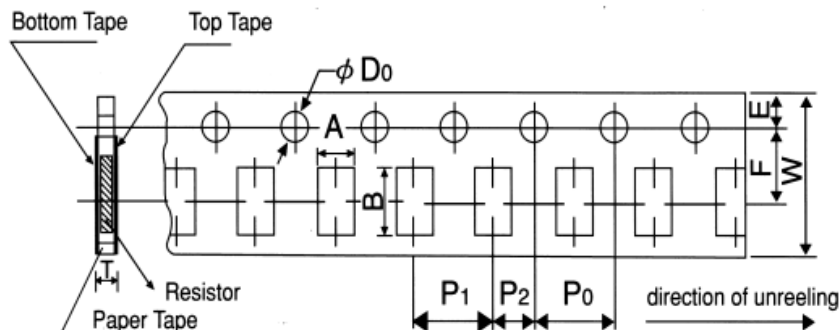 Bottom Tape
Top Tape
φ D0
A
B
E
F
W
T
Resistor
Paper Tape
P1
P2
P0
direction of unreeling